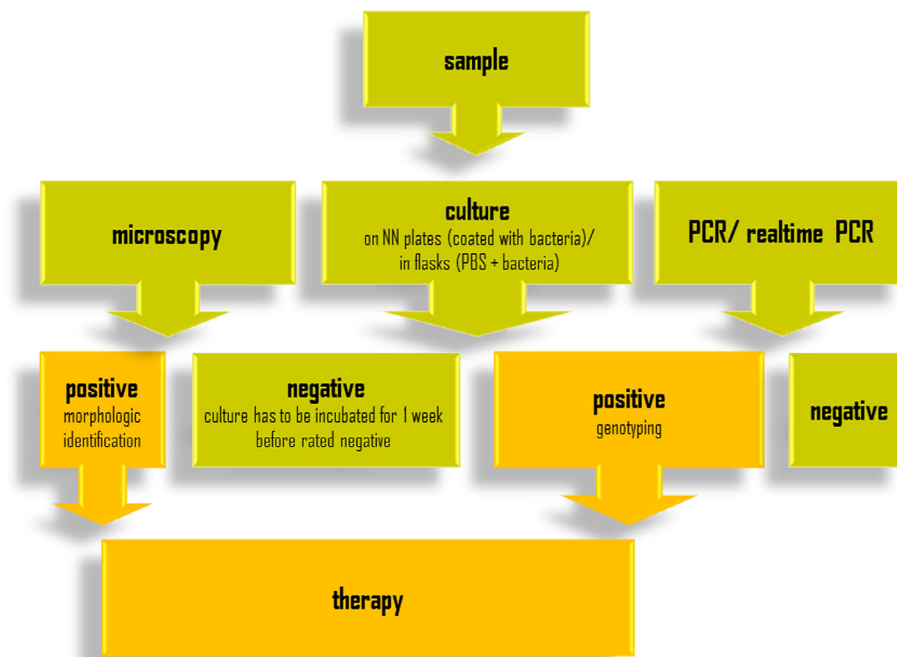 sample
microscopy
culture
on NN plates (coated with bacteria)/
in flasks (PBS + bacteria)
PCR/ realtime PCR
positive
morphologic
identification
negative
culture has to be incubated for 1 week
before rated negative
positive
genotyping
negative
therapy